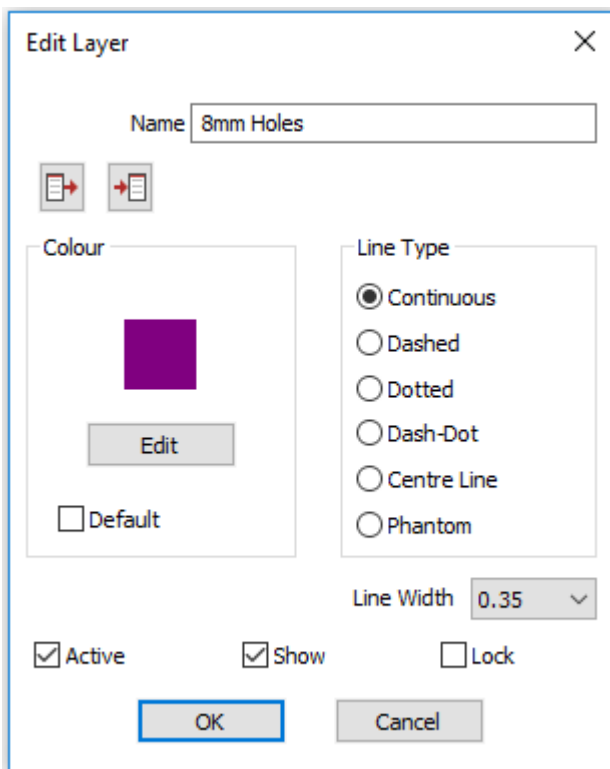 Edit Layer
Name 8mm Holes
Colour
Edit
Default
Line Type
Continuous
Dashed
Dotted
Dash-Dot
Centre Line
Phantom
Line Width 0.35
Active Show Lock
OK Cancel